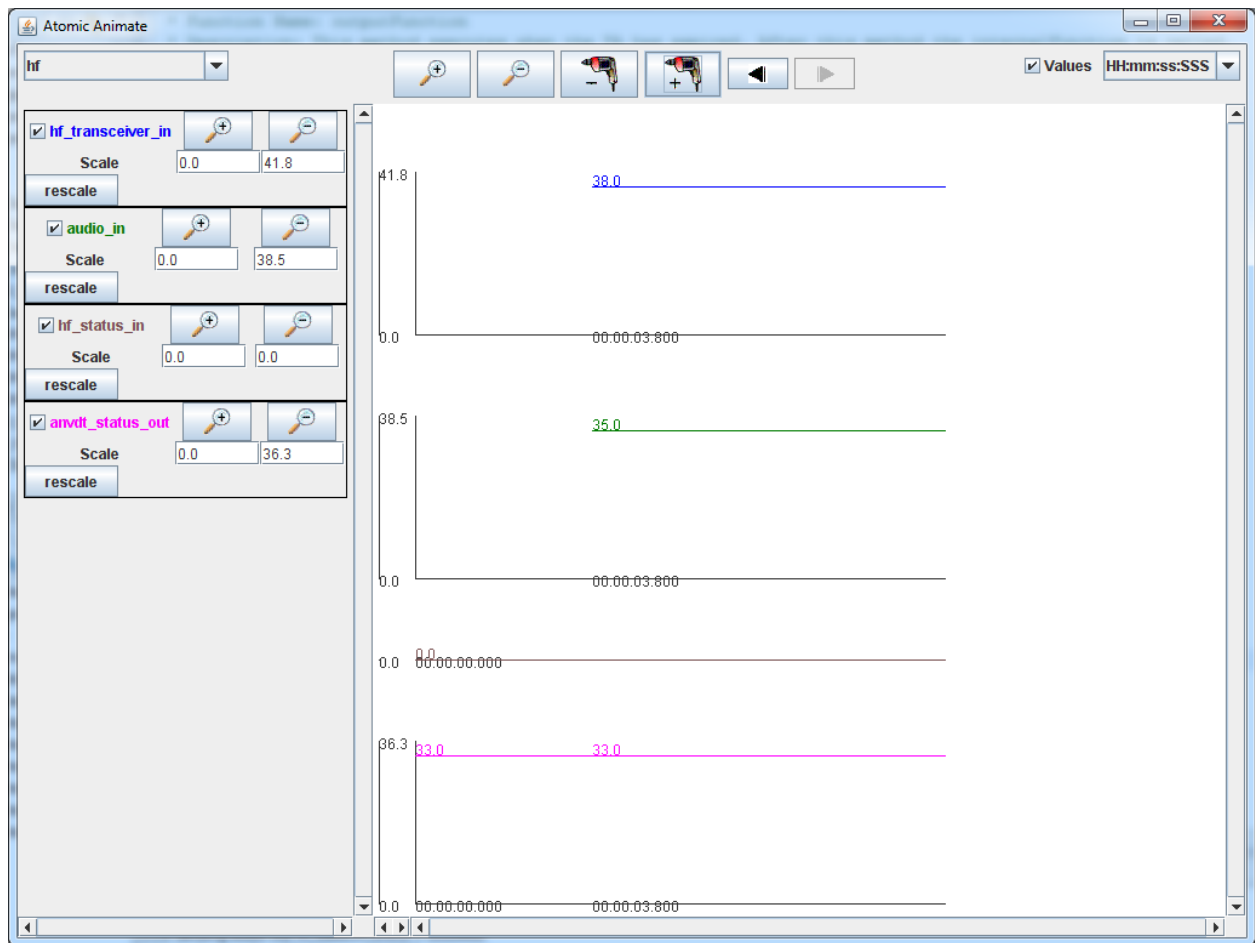 Atomic Animate
hf
Values HH:mm:ss:SSS
hf_transceiver_in
Scale 0.0 41.8
rescale
audio_in
Scale 0.0 38.5
rescale
hf_status_in
Scale 0.0 0.0
rescale
anvdt_status_out
Scale 0.0 36.3
rescale
41.8 38.0
0.0 00:00:03.800
38.5 35.0
0.0 00:00:03.800
0.0
0.0 00:00:00.000
36.3 33.0 33.0
0.0 00:00:00.000 00:00:03.800